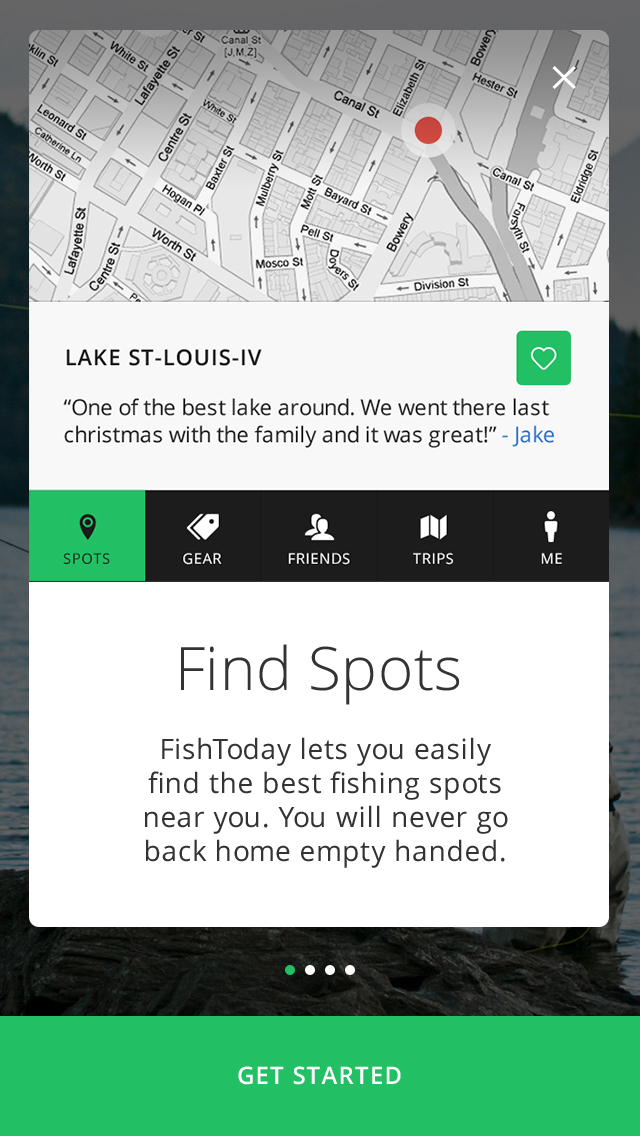 Canal St
[J,M,Z]
White St
Lafayette St
Bowery
Hester St
Elizabeth St
Canal St
klin St
Leonard St
Catherine Ln
Worth St
Centre St
White St
Baxter St
Mulberry St
Mott St
Hogan Pl
Bayard St
Canal St
Eldridge St
Forsyth St
Bowery
Pell St
Doyers St
Lafayette St
Centre St
Worth St
Mosco St
Division St
LAKE ST-LOUIS-IV
“One of the best lake around. We went there last
christmas with the family and it was great!” - Jake
SPOTS
GEAR
FRIENDS
TRIPS
ME
Find Spots
FishToday lets you easily
find the best fishing spots
near you. You will never go
back home empty handed.
GET STARTED